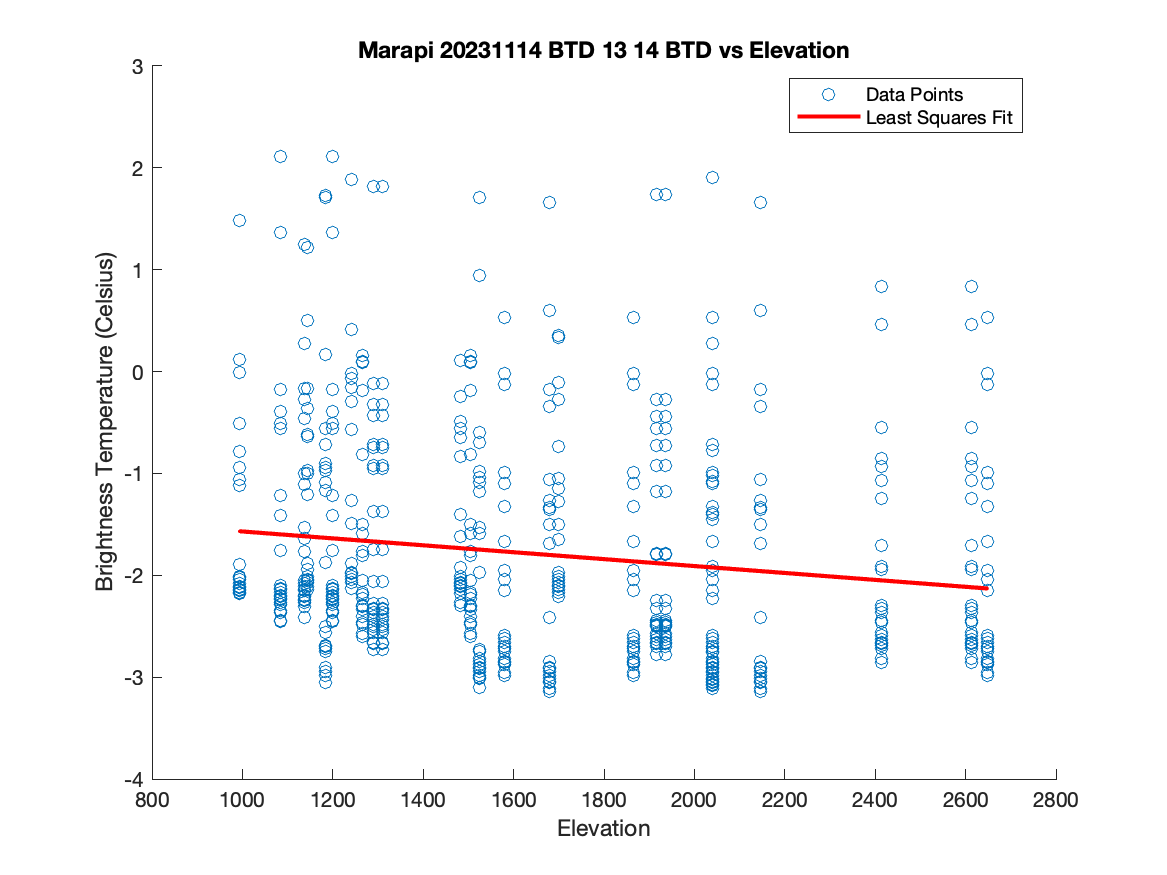 Marapi 20231114 BTD 13 14 BTD vs Elevation
Data Points
Least Squares Fit
Brightness Temperature (Celsius)
3
2
1
0
-1
-2
-3
-4
800 1000 1200 1400 1600 1800 2000 2200 2400 2600 2800
Elevation